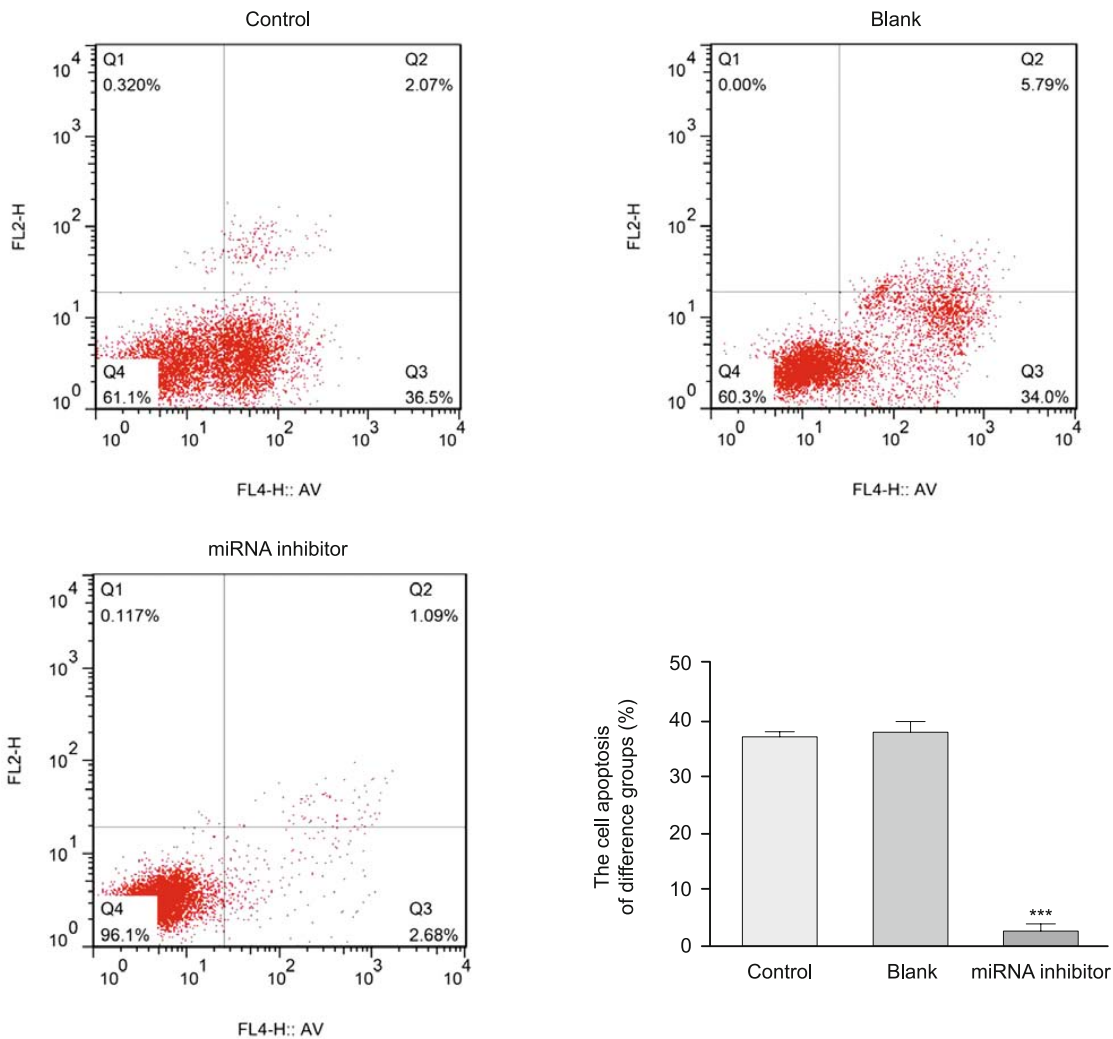 Control
Q1
0.320%
Q2
2.07%
Q4
61.1%
Q3
36.5%
10^4
10^3
10^2
10^1
10^0
10^0 10^1 10^2 10^3 10^4
FL2-H
FL4-H:: AV
Blank
Q1
0.00%
Q2
5.79%
Q4
60.3%
Q3
34.0%
10^4
10^3
10^2
10^1
10^0
10^0 10^1 10^2 10^3 10^4
FL2-H
FL4-H:: AV
miRNA inhibitor
Q1
0.117%
Q2
1.09%
Q4
96.1%
Q3
2.68%
10^4
10^3
10^2
10^1
10^0
10^0 10^1 10^2 10^3 10^4
FL2-H
FL4-H:: AV
The cell apoptosis
of difference groups (%)
50
40
30
20
10
0
***
Control Blank miRNA inhibitor